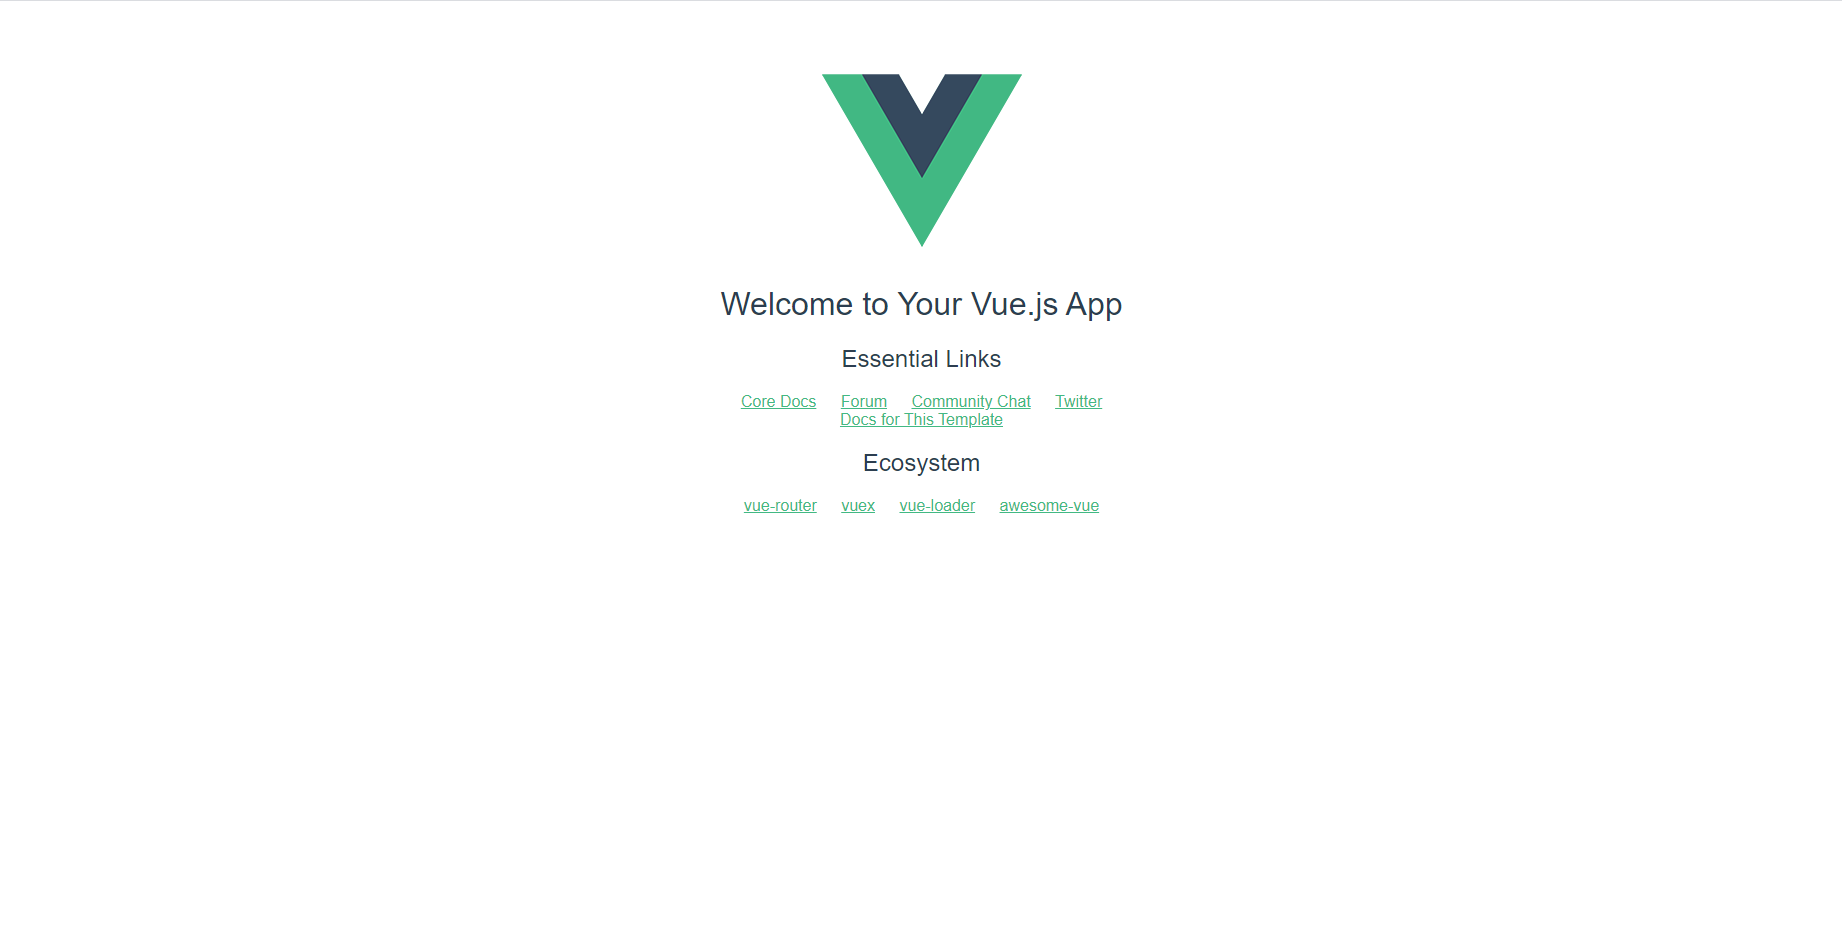 Welcome to Your Vue.js App
Essential Links
Core Docs Forum Community Chat Twitter
Docs for This Template
Ecosystem
vue-router vuex vue-loader awesome-vue